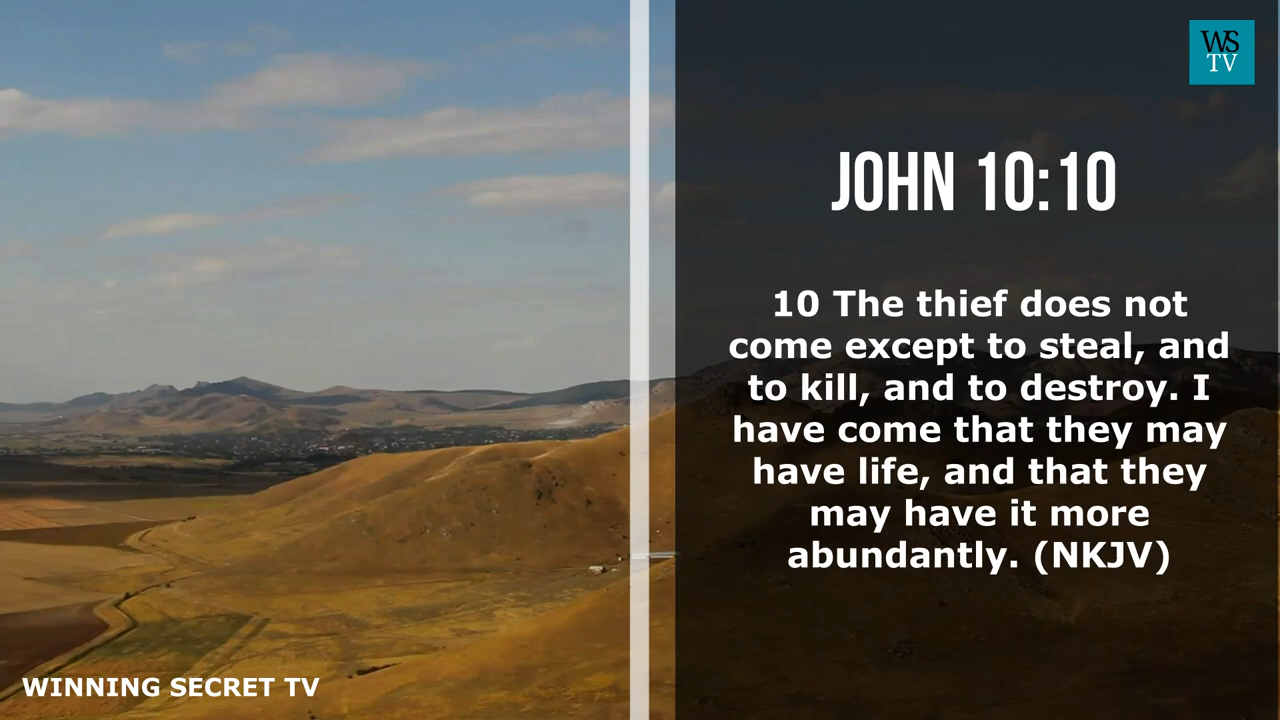 WS
TV
JOHN 10:10
10 The thief does not
come except to steal, and
to kill, and to destroy. I
have come that they may
have life, and that they
may have it more
abundantly. (NKJV)
WINNING SECRET TV